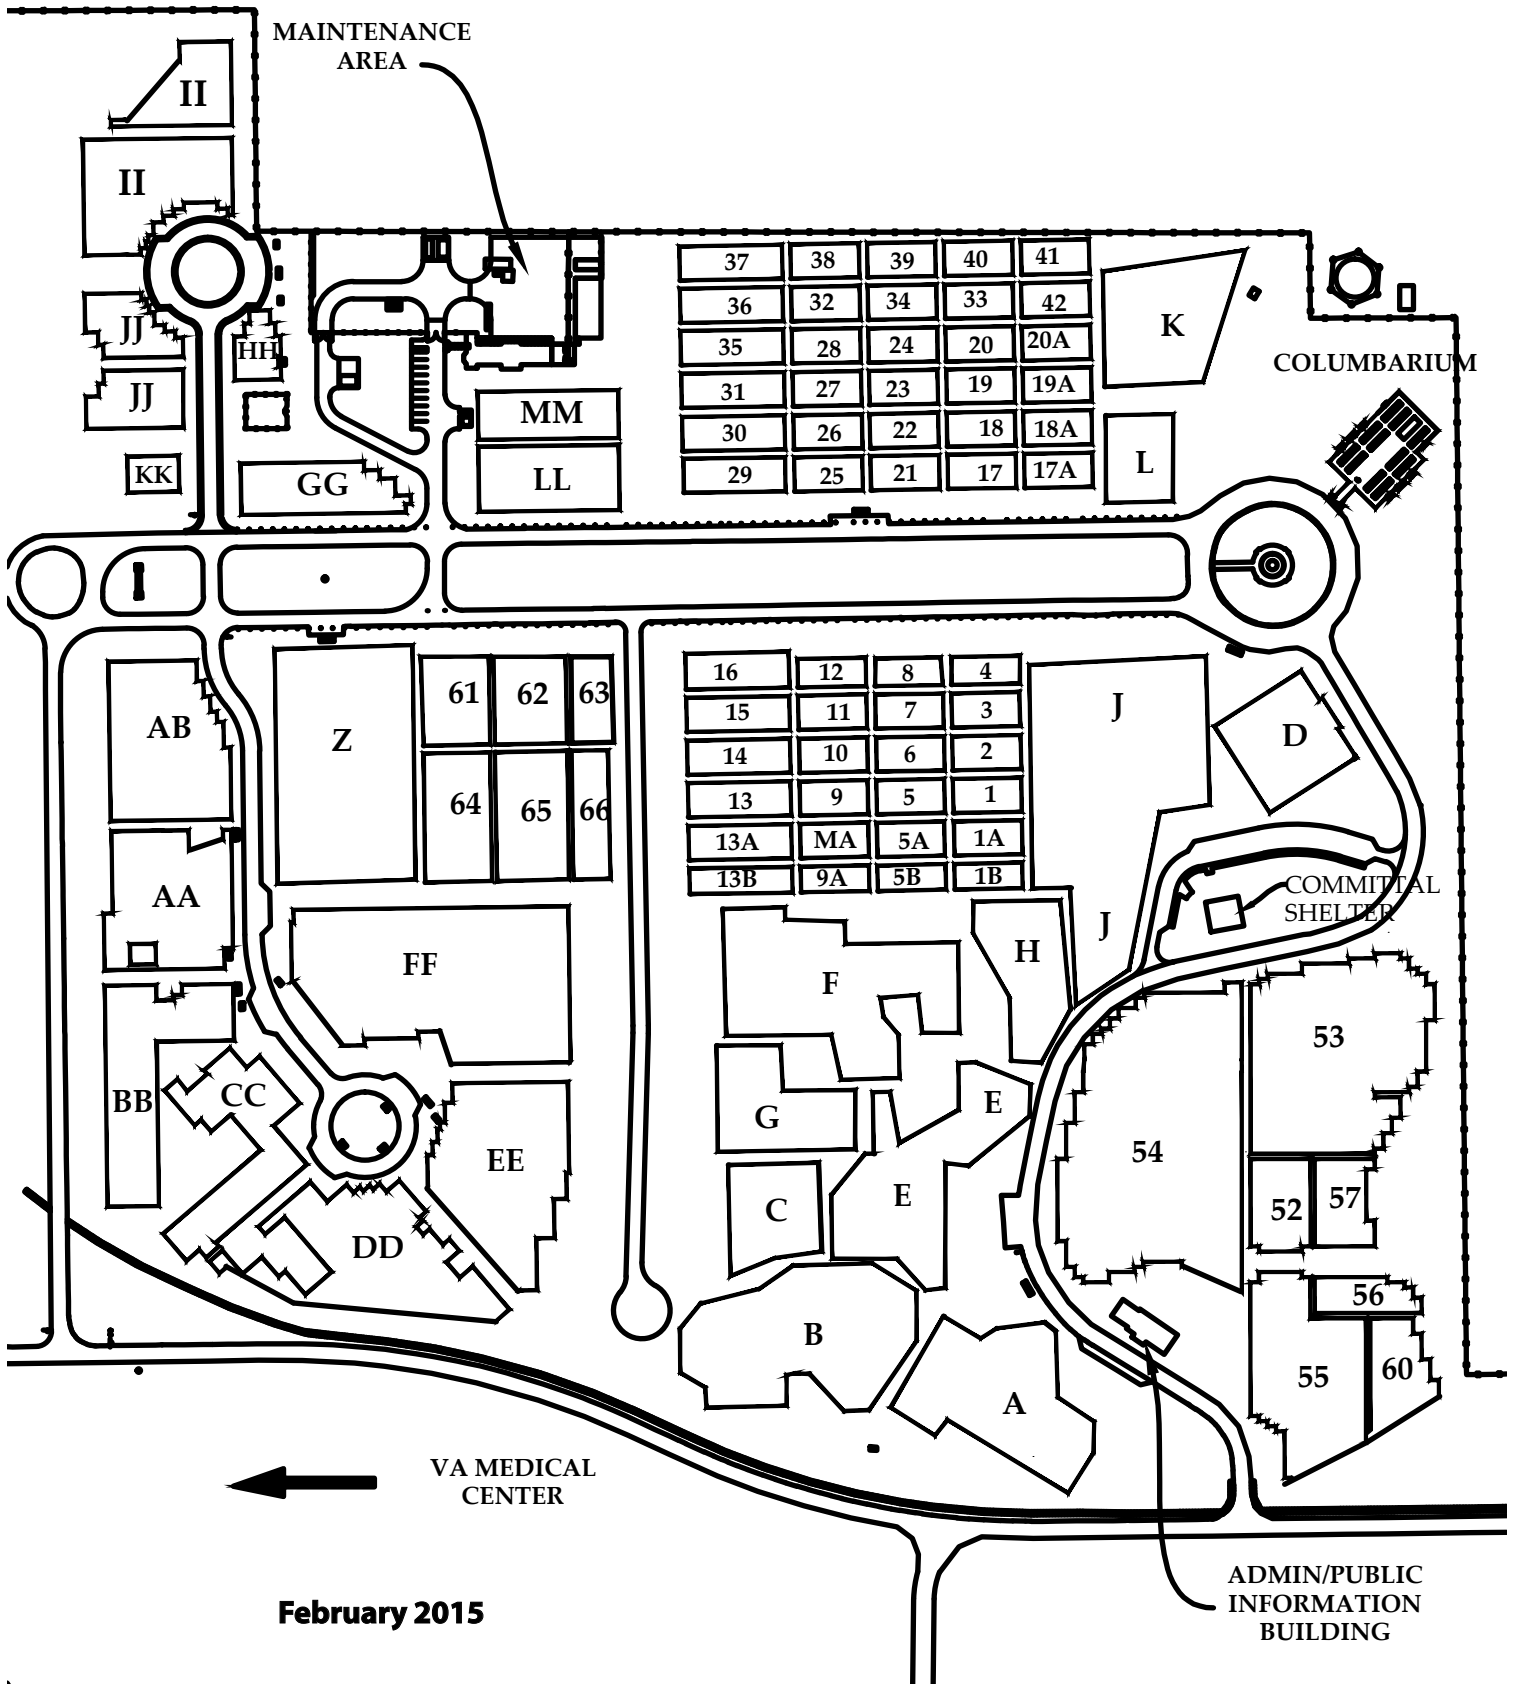 MAINTENANCE
AREA
II
II
37 38 39 40 41
36 32 34 33 42
35 28 24 20 20A
31 27 23 19 19A
30 26 22 18 18A
29 25 21 17 17A
K
L
COLUMBARIUM
JJ
HH
JJ
KK
GG
MM
LL
AB
Z
61 62 63
64 65 66
16 12 8 4
15 11 7 3
14 10 6 2
13 9 5 1
13A MA 5A 1A
13B 9A 5B 1B
J
D
J
COMMITTAL
SHELTER
AA
FF
F
H
53
BB
CC
EE
DD
G
E
E
C
54
52
57
56
55
60
B
A
VA MEDICAL
CENTER
ADMIN/PUBLIC
INFORMATION
BUILDING
February 2015